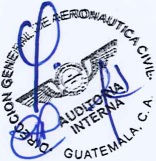 DIRECCION GENERAL DE AERONAUTICA CIVIL.
AUDITORIA
INTERNA
GUATEMALA, C. A.